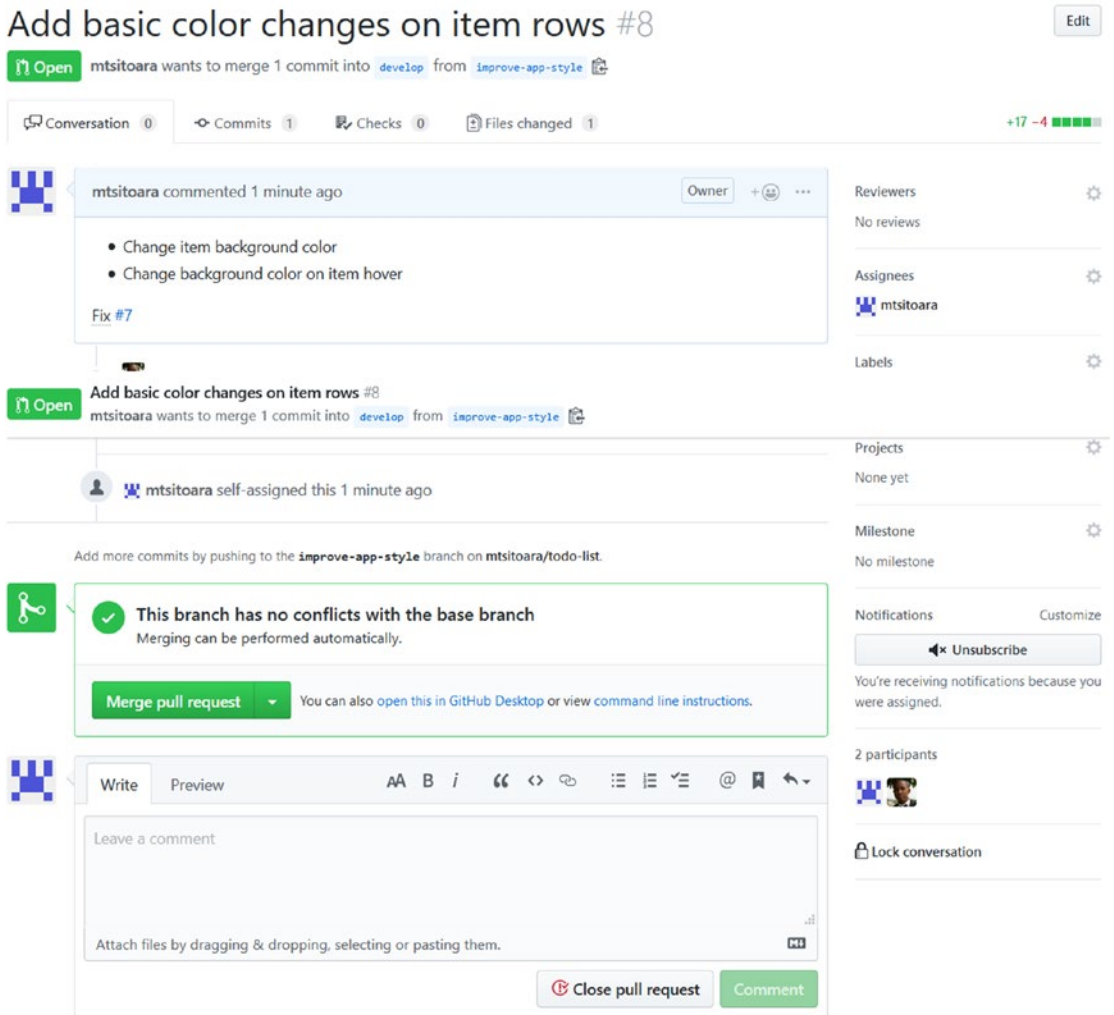 Add basic color changes on item rows #8
Edit
Open
mtsitoara wants to merge 1 commit into develop from improve-app-style
Conversation 0
Commits 1
Checks 0
Files changed 1
+17 −4
mtsitoara commented 1 minute ago
Owner
Change item background color
Change background color on item hover
Fix #7
Reviewers
No reviews
Assignees
mtsitoara
Labels
Open
Add basic color changes on item rows #8
mtsitoara wants to merge 1 commit into develop from improve-app-style
Projects
None yet
mtsitoara self-assigned this 1 minute ago
Milestone
No milestone
Add more commits by pushing to the improve-app-style branch on mtsitoara/todo-list.
This branch has no conflicts with the base branch
Merging can be performed automatically.
Merge pull request
You can also open this in GitHub Desktop or view command line instructions.
Notifications
Customize
Unsubscribe
You're receiving notifications because you
were assigned.
2 participants
Lock conversation
Write
Preview
AA B i
Leave a comment
Attach files by dragging & dropping, selecting or pasting them.
Close pull request
Comment